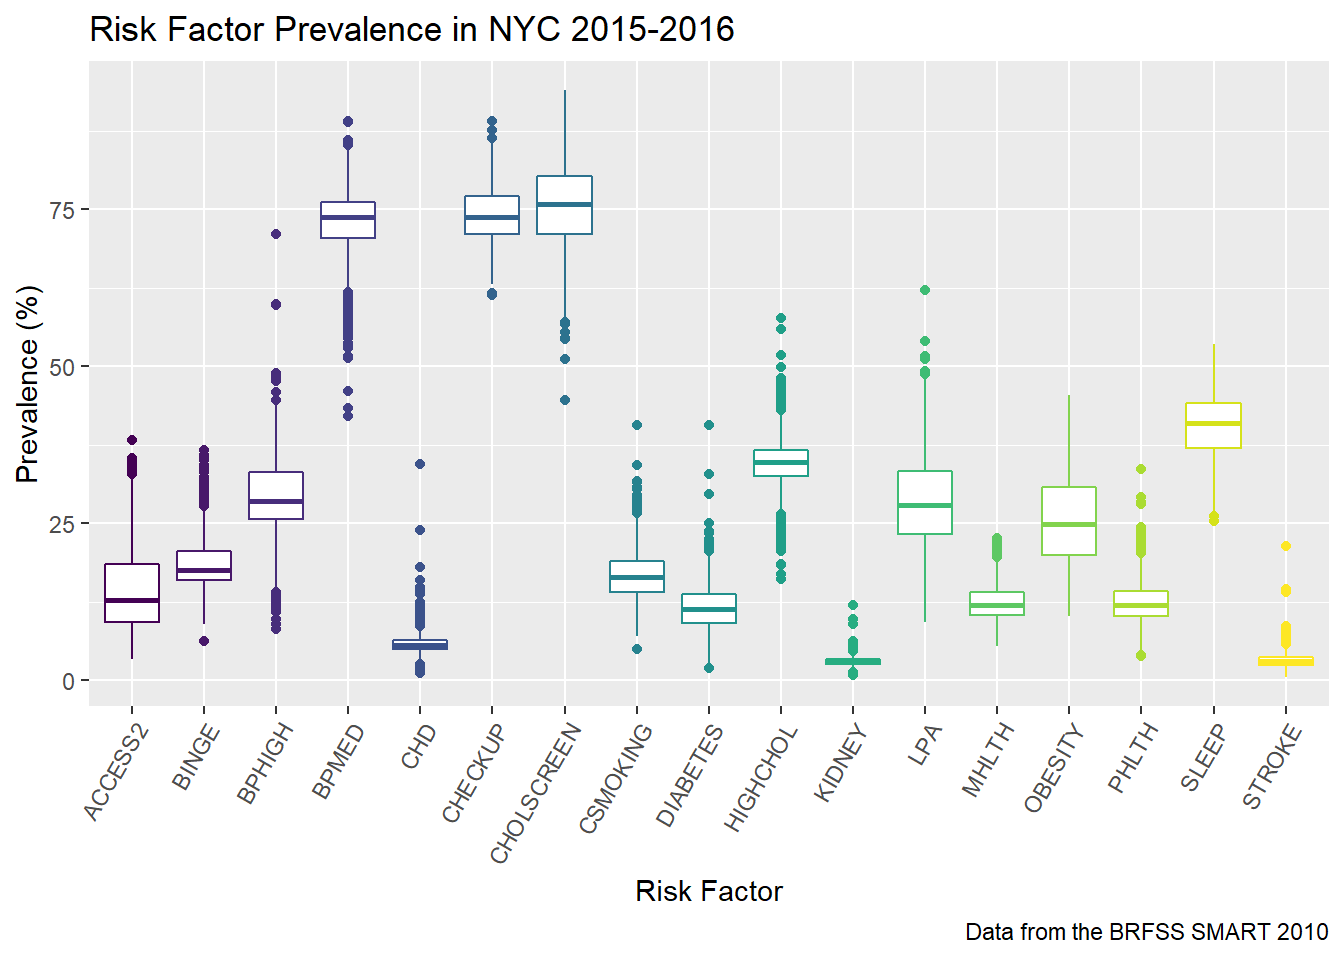 Risk Factor Prevalence in NYC 2015-2016
Prevalence (%)
75
50
25
0
ACCESS2
BINGE
BPHIGH
BPMED
CHD
CHECKUP
CHOLSCREEN
CSMOKING
DIABETES
HIGHCHOL
KIDNEY
LPA
MHLTH
OBESITY
PHLTH
SLEEP
STROKE
Risk Factor
Data from the BRFSS SMART 2010